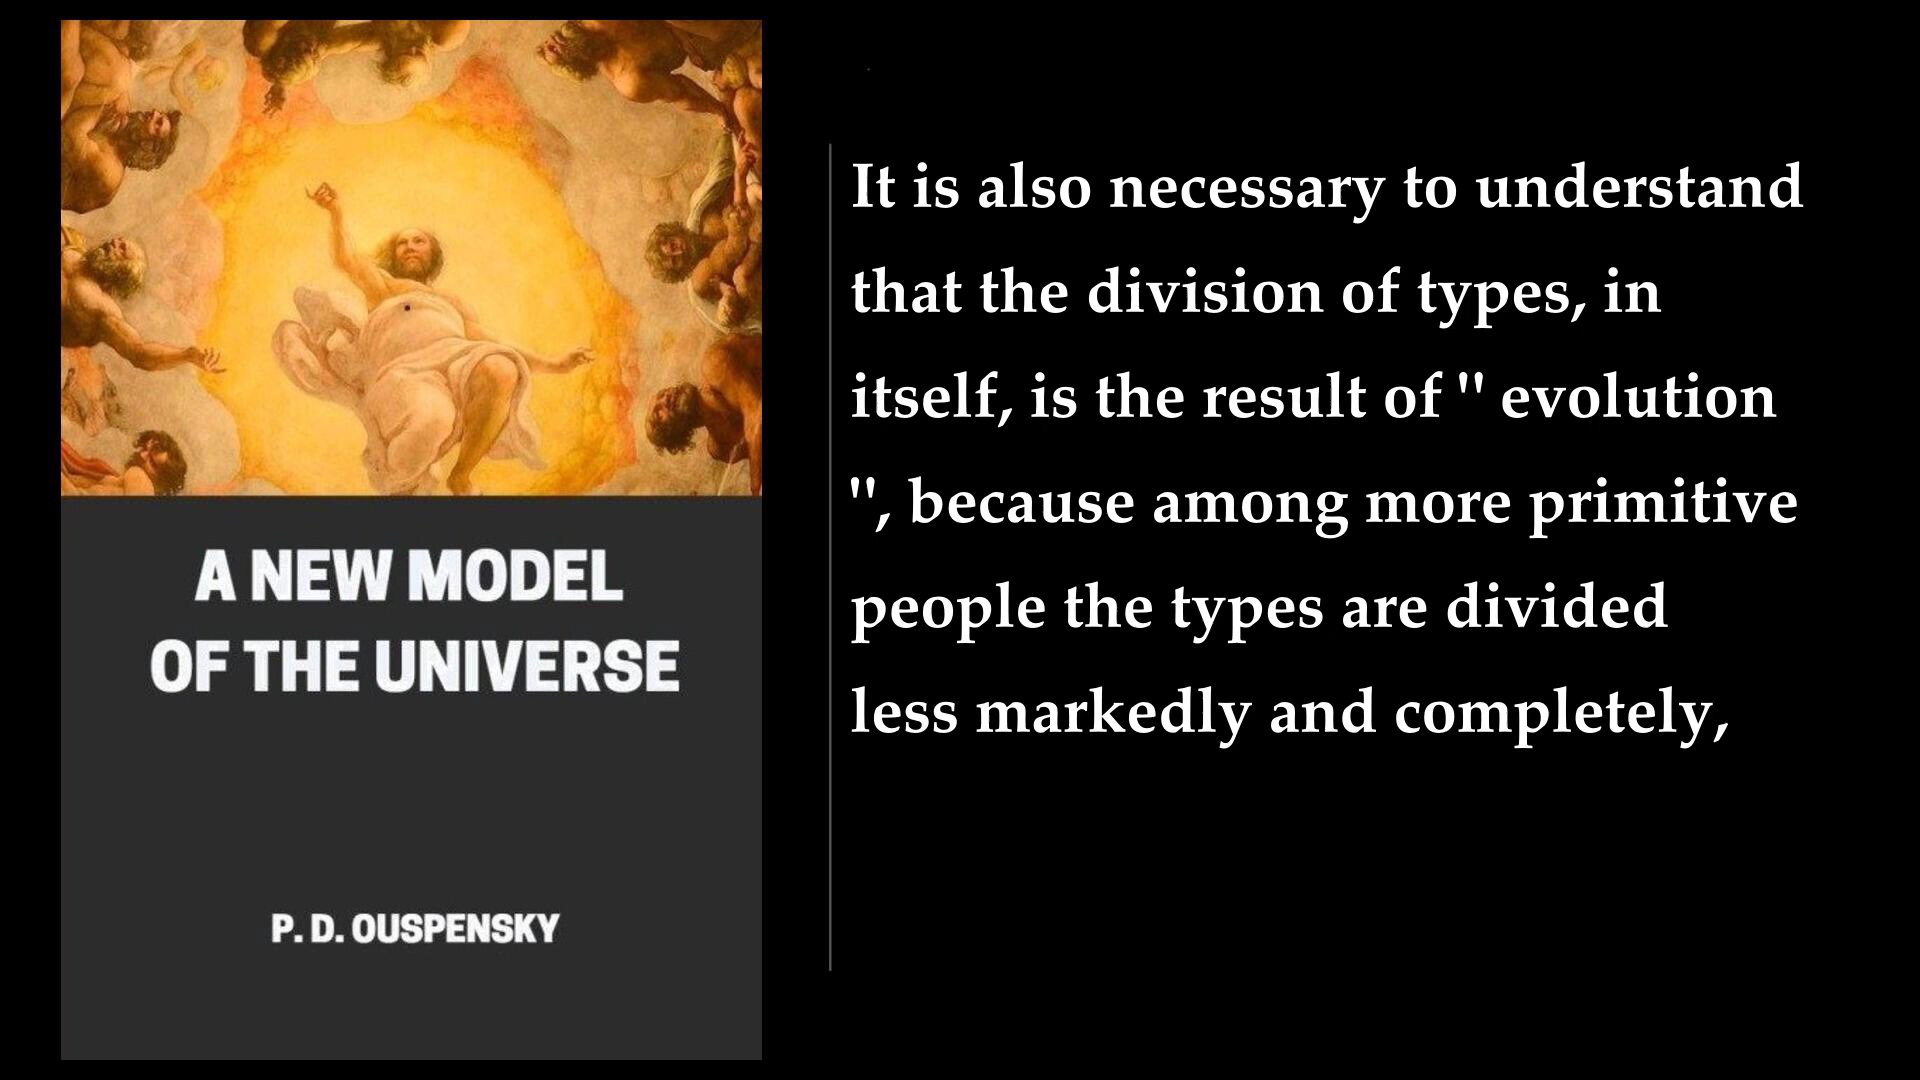 A NEW MODEL
OF THE UNIVERSE
P. D. OUSPENSKY
It is also necessary to understand
that the division of types, in
itself, is the result of " evolution
", because among more primitive
people the types are divided
less markedly and completely,